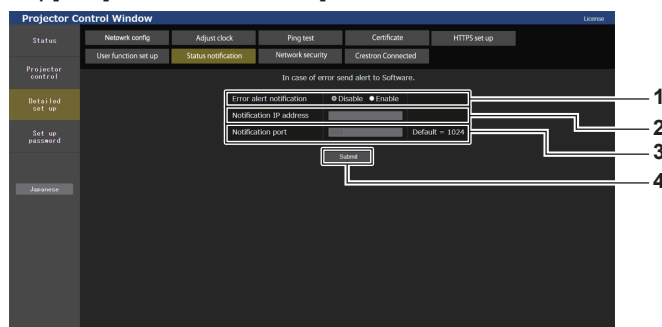 Projector Control Window
License
Status
Netowrk config
Adjust clock
Ping test
Certificate
HTTPS set up
User function set up
Status notification
Network security
Crestron Connected
Projector
control
In case of error send alert to Software.
Detailed
set up
Error alert notification
Disable
Enable
1
Notification IP address
2
Set up
password
Notification port
Default = 1024
3
Submit
4
Japanese